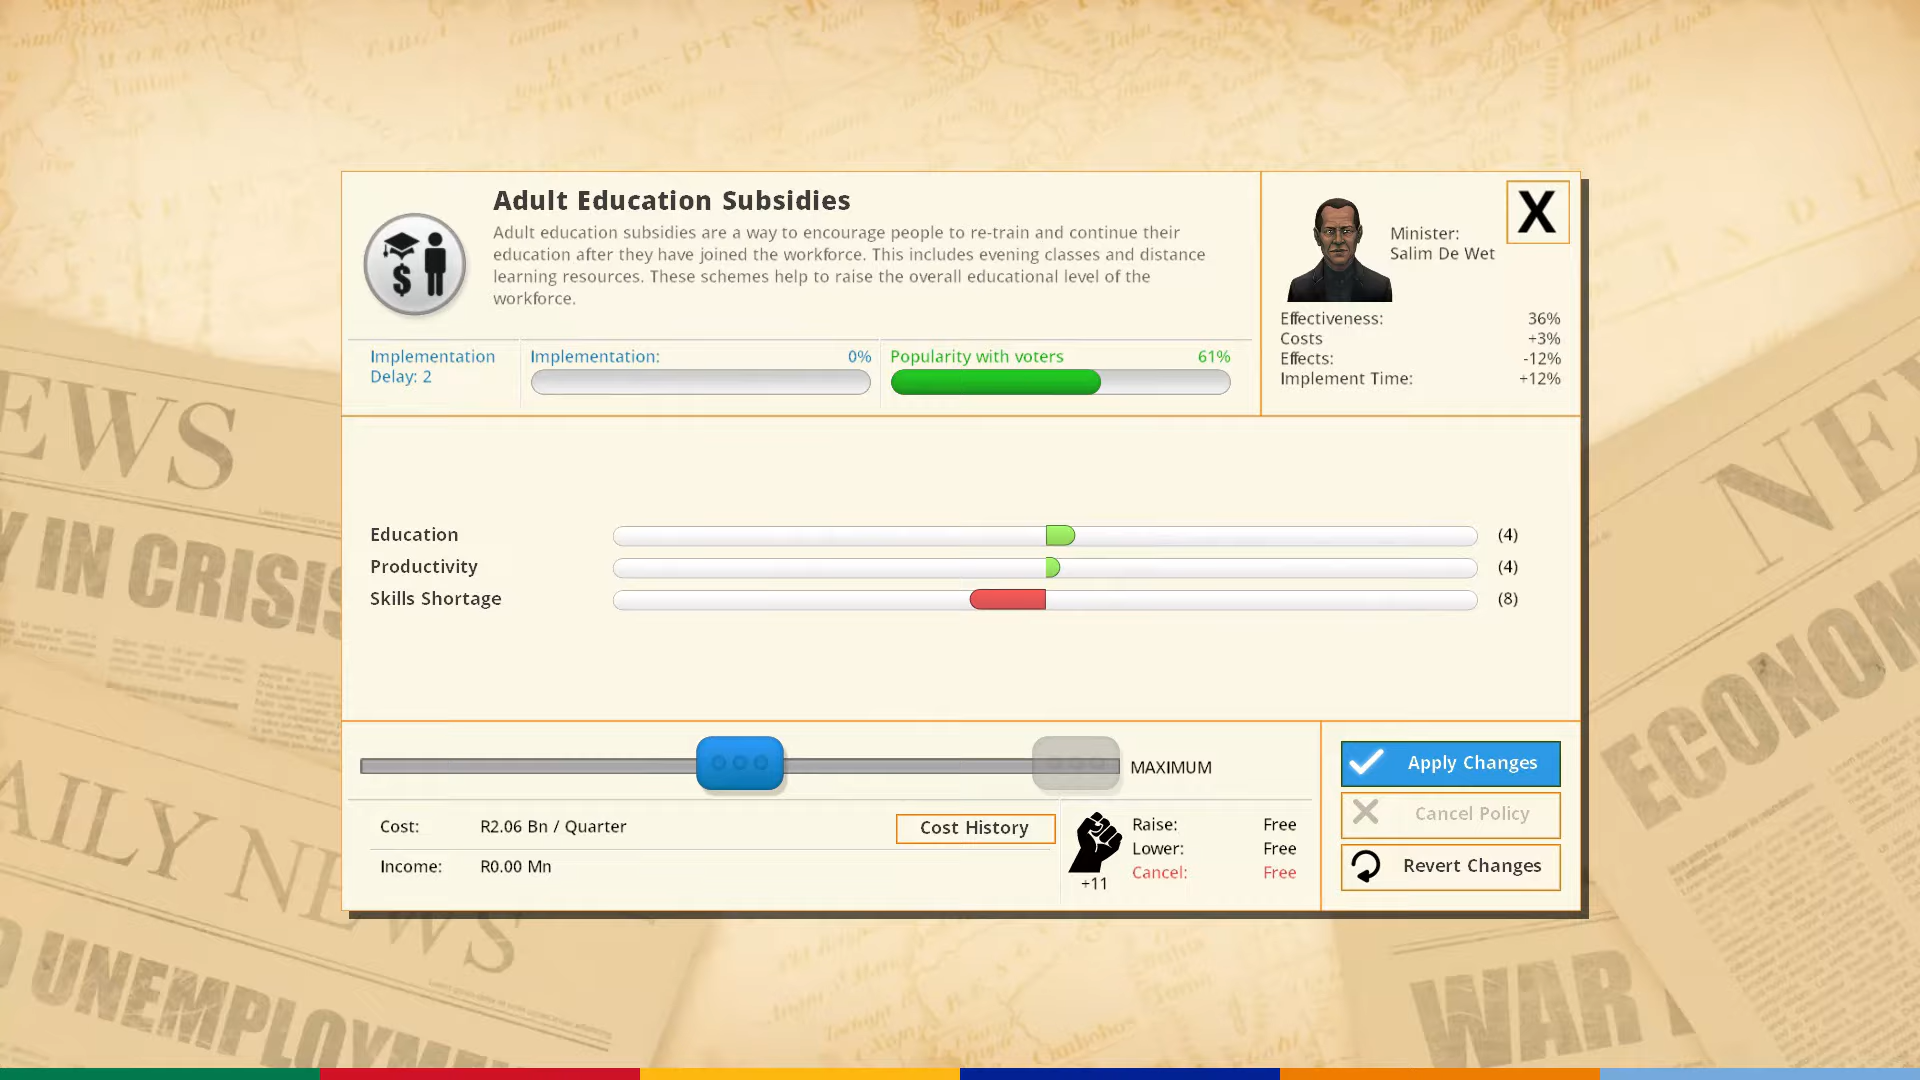 Adult Education Subsidies
Adult education subsidies are a way to encourage people to re-train and continue their
education after they have joined the workforce. This includes evening classes and distance
learning resources. These schemes help to raise the overall educational level of the
workforce.
X
Minister:
Salim De Wet
Effectiveness: 36%
Costs +3%
Effects: -12%
Implement Time: +12%
Implementation
Delay: 2
Implementation: 0%
Popularity with voters 61%
Education (4)
Productivity (4)
Skills Shortage (8)
MAXIMUM
Cost: R2.06 Bn / Quarter
Cost History
Income: R0.00 Mn
+11
Raise: Free
Lower: Free
Cancel: Free
Apply Changes
Cancel Policy
Revert Changes
EWS
Y IN CRISIS
AILY NEWS
UNEMPLOYME
NE
ECONOM
WAR